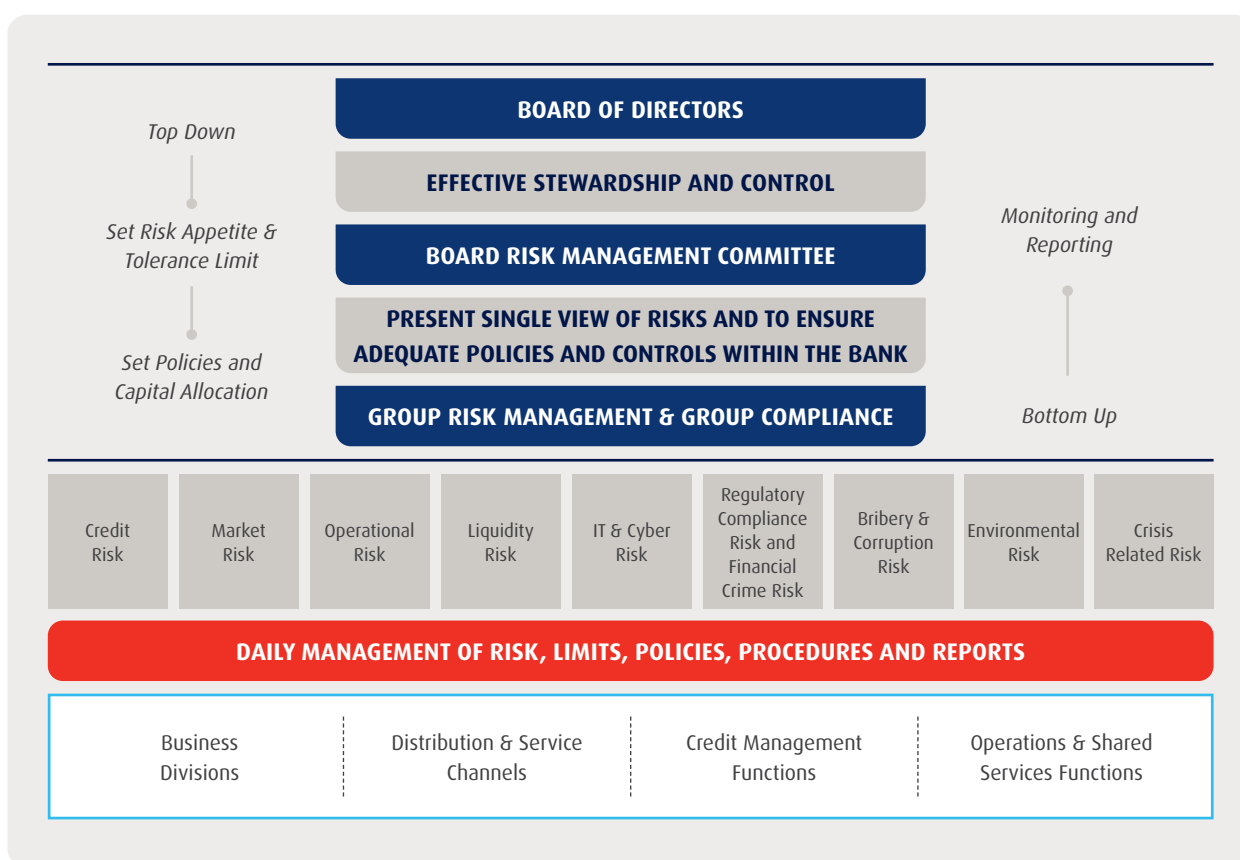 BOARD OF DIRECTORS
EFFECTIVE STEWARDSHIP AND CONTROL
BOARD RISK MANAGEMENT COMMITTEE
PRESENT SINGLE VIEW OF RISKS AND TO ENSURE
ADEQUATE POLICIES AND CONTROLS WITHIN THE BANK
GROUP RISK MANAGEMENT & GROUP COMPLIANCE
Top Down
Set Risk Appetite &
Tolerance Limit
Set Policies and
Capital Allocation
Monitoring and
Reporting
Bottom Up
Credit
Risk
Market
Risk
Operational
Risk
Liquidity
Risk
IT & Cyber
Risk
Regulatory
Compliance
Risk and
Financial
Crime Risk
Bribery &
Corruption
Risk
Environmental
Risk
Crisis
Related Risk
DAILY MANAGEMENT OF RISK, LIMITS, POLICIES, PROCEDURES AND REPORTS
Business
Divisions
Distribution & Service
Channels
Credit Management
Functions
Operations & Shared
Services Functions